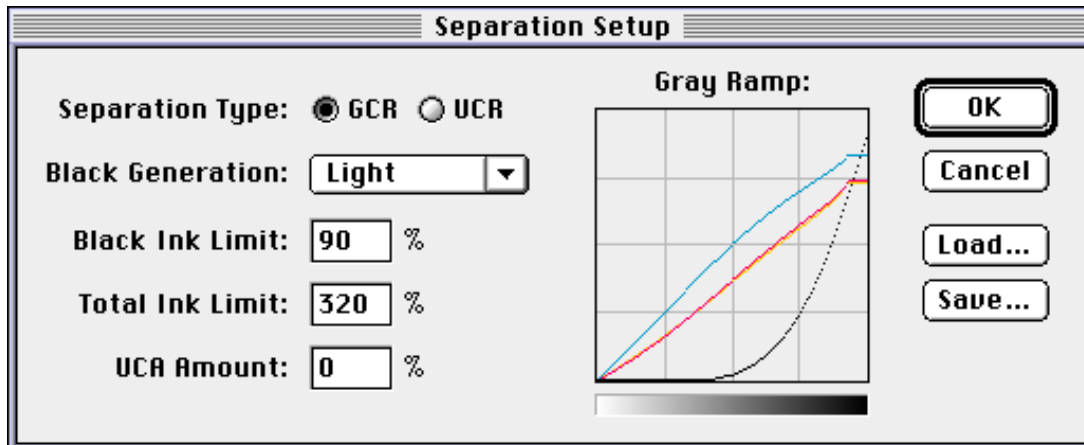 Separation Setup
Separation Type: GCR UCR
Black Generation: Light
Black Ink Limit: 90 %
Total Ink Limit: 320 %
UCA Amount: 0 %
Gray Ramp:
OK
Cancel
Load...
Save...